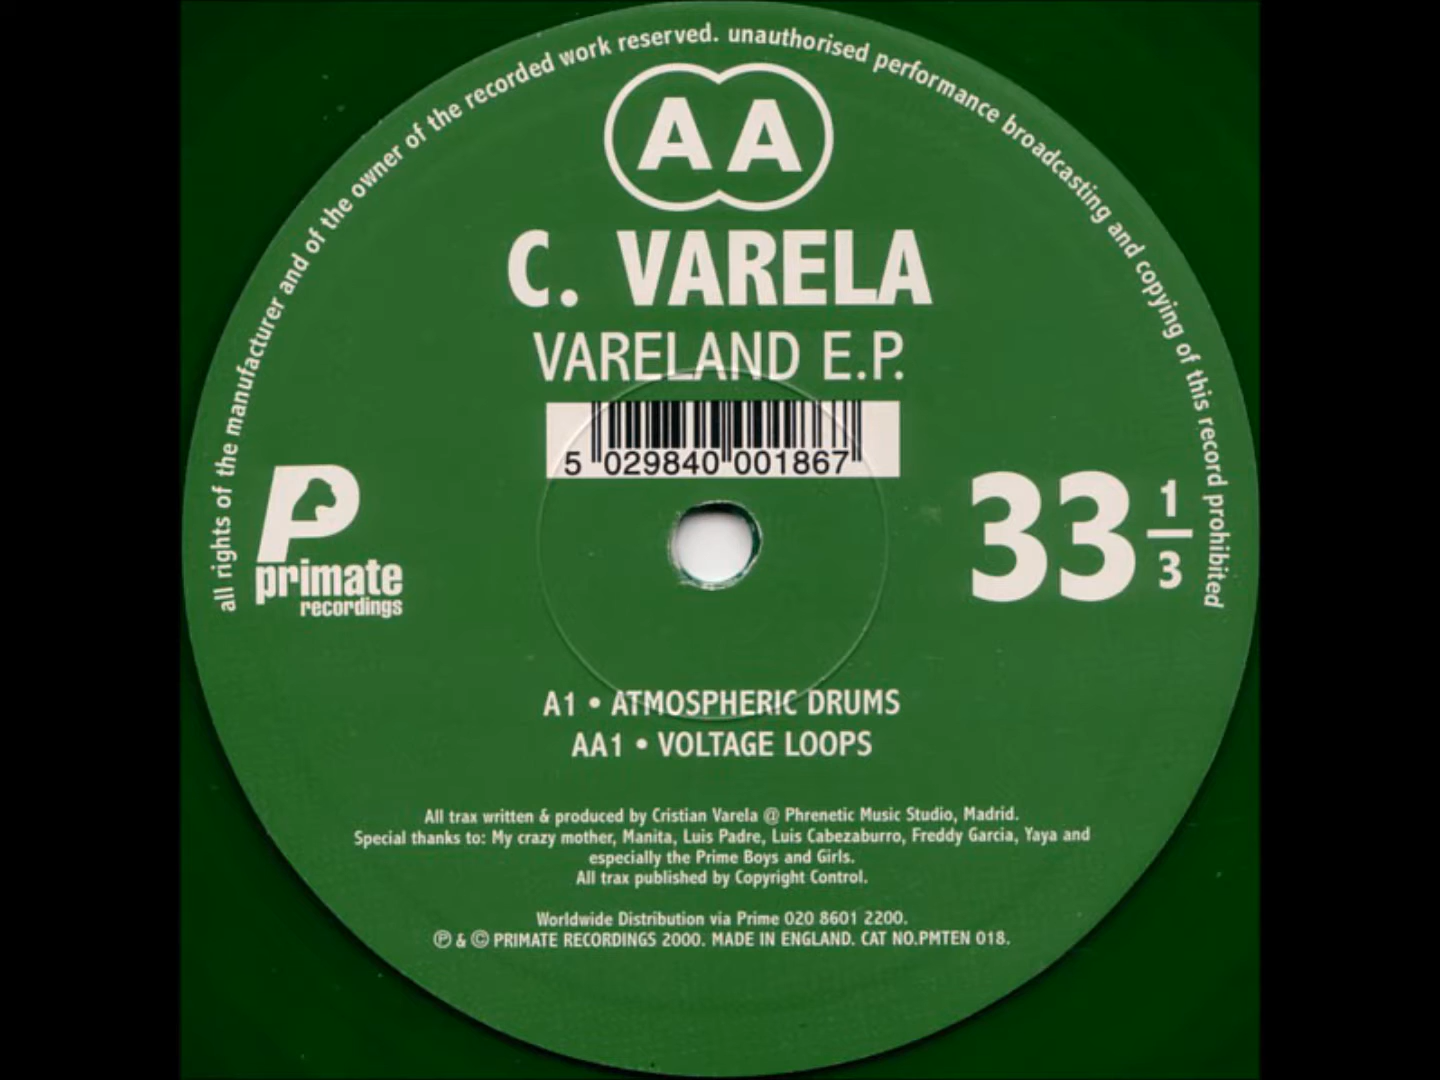 all rights of the manufacturer and of the owner of the recorded work reserved. unauthorised performance broadcasting and copying of this record prohibited
AA
C. VARELA
VARELAND E.P.
5 029840 001867
primate
recordings
33 1/3
A1 • ATMOSPHERIC DRUMS
AA1 • VOLTAGE LOOPS
All trax written & produced by Cristian Varela @ Phrenetic Music Studio, Madrid.
Special thanks to: My crazy mother, Manita, Luis Padre, Luis Cabezaburro, Freddy Garcia, Yaya and
especially the Prime Boys and Girls.
All trax published by Copyright Control.
Worldwide Distribution via Prime 020 8601 2200.
℗ & © PRIMATE RECORDINGS 2000. MADE IN ENGLAND. CAT NO.PMTEN 018.